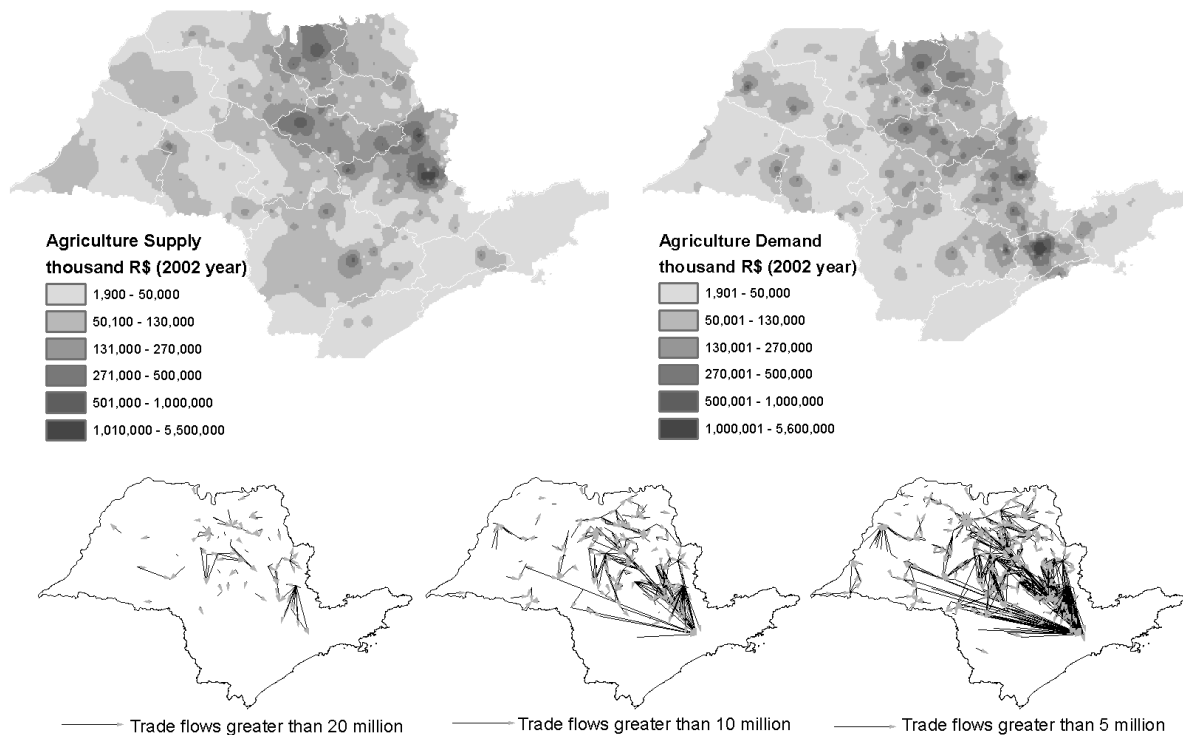 Agriculture Supply
thousand R$ (2002 year)
1,900 - 50,000
50,100 - 130,000
131,000 - 270,000
271,000 - 500,000
501,000 - 1,000,000
1,010,000 - 5,500,000
Agriculture Demand
thousand R$ (2002 year)
1,901 - 50,000
50,001 - 130,000
130,001 - 270,000
270,001 - 500,000
500,001 - 1,000,000
1,000,001 - 5,600,000
Trade flows greater than 20 million
Trade flows greater than 10 million
Trade flows greater than 5 million